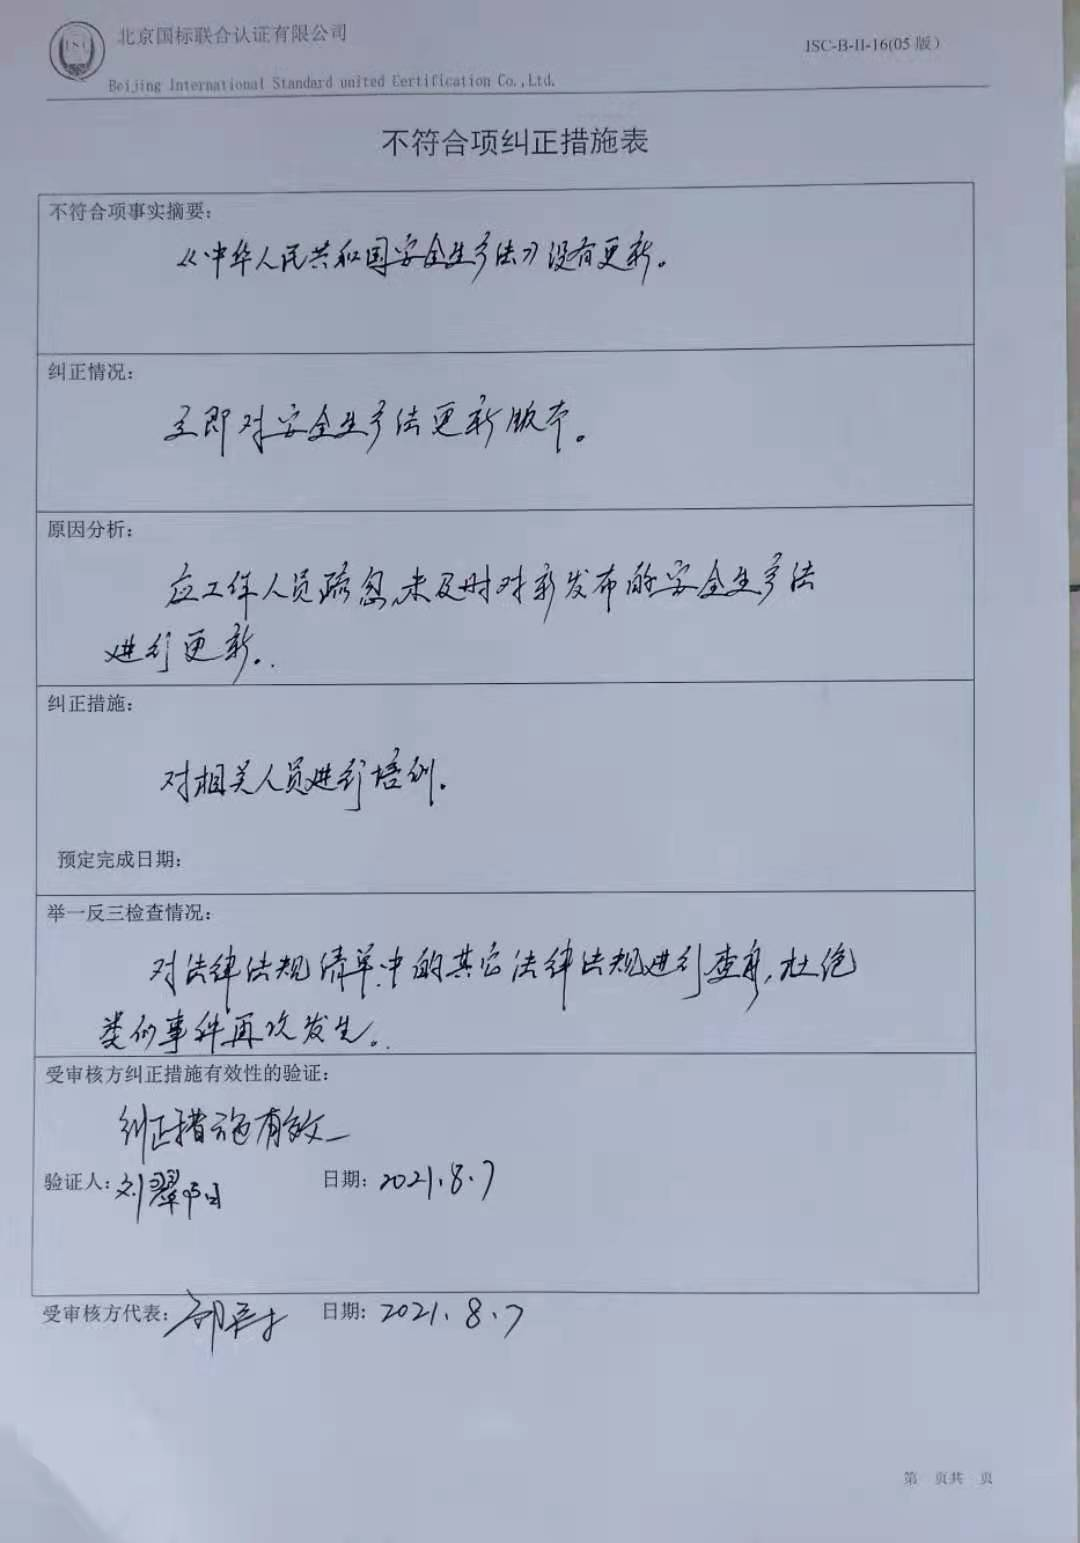 北京国标联合认证有限公司
ISC-B-II-16(05 版)
Beijing International Standard united Certification Co.,Ltd.
不符合项纠正措施表
不符合项事实摘要:
《中华人民共和国安全生产法》没有更新。
纠正情况:
立即对安全生产法更新版本。
原因分析:
应工作人员疏忽,未及时对新发布的安全生产法
进行更新。
纠正措施:
对相关人员进行培训。
预定完成日期:
举一反三检查情况:
对法律法规清单中的其它法律法规进行查看,杜绝
类似事件再次发生。
受审核方纠正措施有效性的验证:
纠正措施有效
验证人: 刘翠 日期: 2021.8.7
受审核方代表: 日期: 2021.8.7
第 页共 页